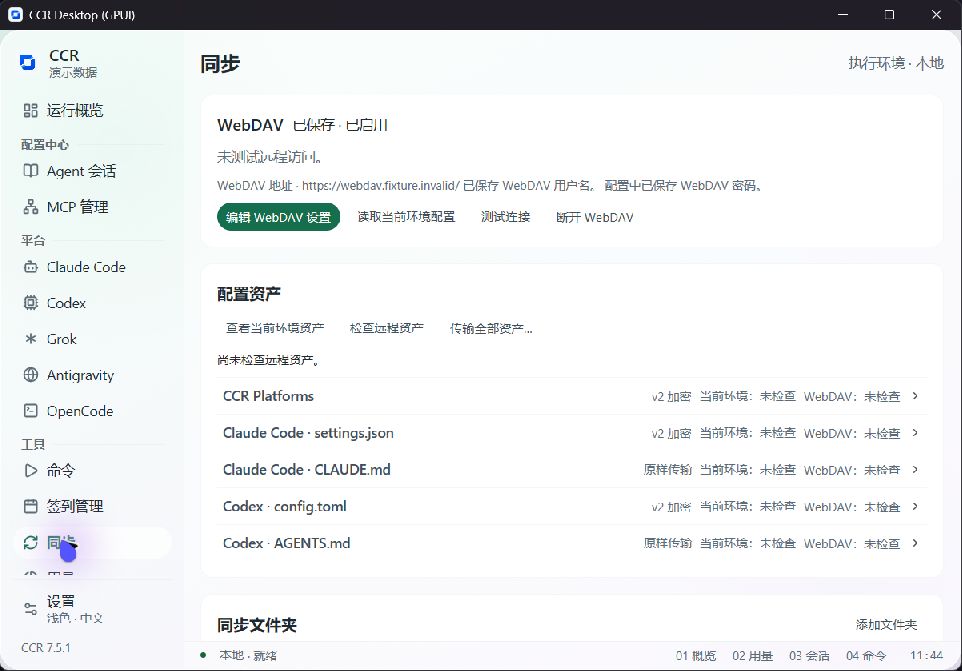 CCR Desktop (GPUI)
CCR
演示数据
运行概览
配置中心
Agent 会话
MCP 管理
平台
Claude Code
Codex
Grok
Antigravity
OpenCode
工具
命令
签到管理
同步
设置
浅色 · 中文
CCR 7.5.1
同步
执行环境 · 本地
WebDAV 已保存 · 已启用
未测试远程访问。
WebDAV 地址 · https://webdav.fixture.invalid/ 已保存 WebDAV 用户名。 配置中已保存 WebDAV 密码。
编辑 WebDAV 设置 读取当前环境配置 测试连接 断开 WebDAV
配置资产
查看当前环境资产 检查远程资产 传输全部资产...
尚未检查远程资产。
CCR Platforms v2 加密 当前环境：未检查 WebDAV：未检查
Claude Code · settings.json v2 加密 当前环境：未检查 WebDAV：未检查
Claude Code · CLAUDE.md 原样传输 当前环境：未检查 WebDAV：未检查
Codex · config.toml v2 加密 当前环境：未检查 WebDAV：未检查
Codex · AGENTS.md 原样传输 当前环境：未检查 WebDAV：未检查
同步文件夹 添加文件夹
本地 · 就绪 01 概览 02 用量 03 会话 04 命令 11:44